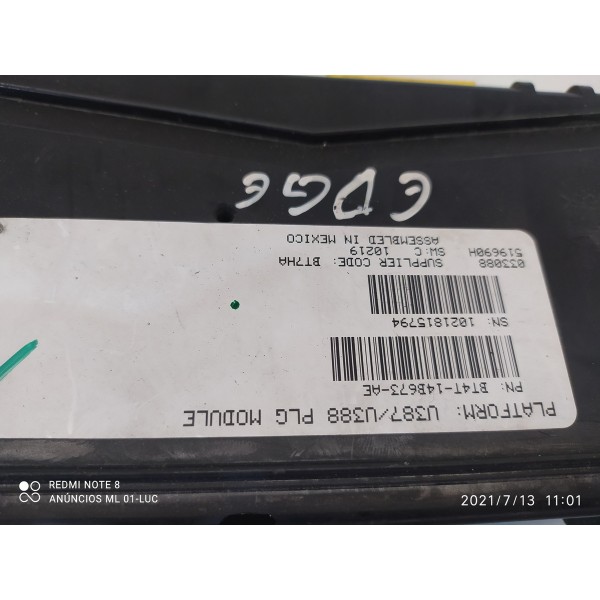 EDGE
PLATFORM: U387/U388 PLG MODULE
PN: BT4T-14B673-AE
SN: 1021815794
033088 SUPPLIER CODE: BT7HA
519690H SW:C 10219 ASSEMBLED IN MEXICO
REDMI NOTE 8
ANÚNCIOS ML 01-LUC
2021/7/13 11:01